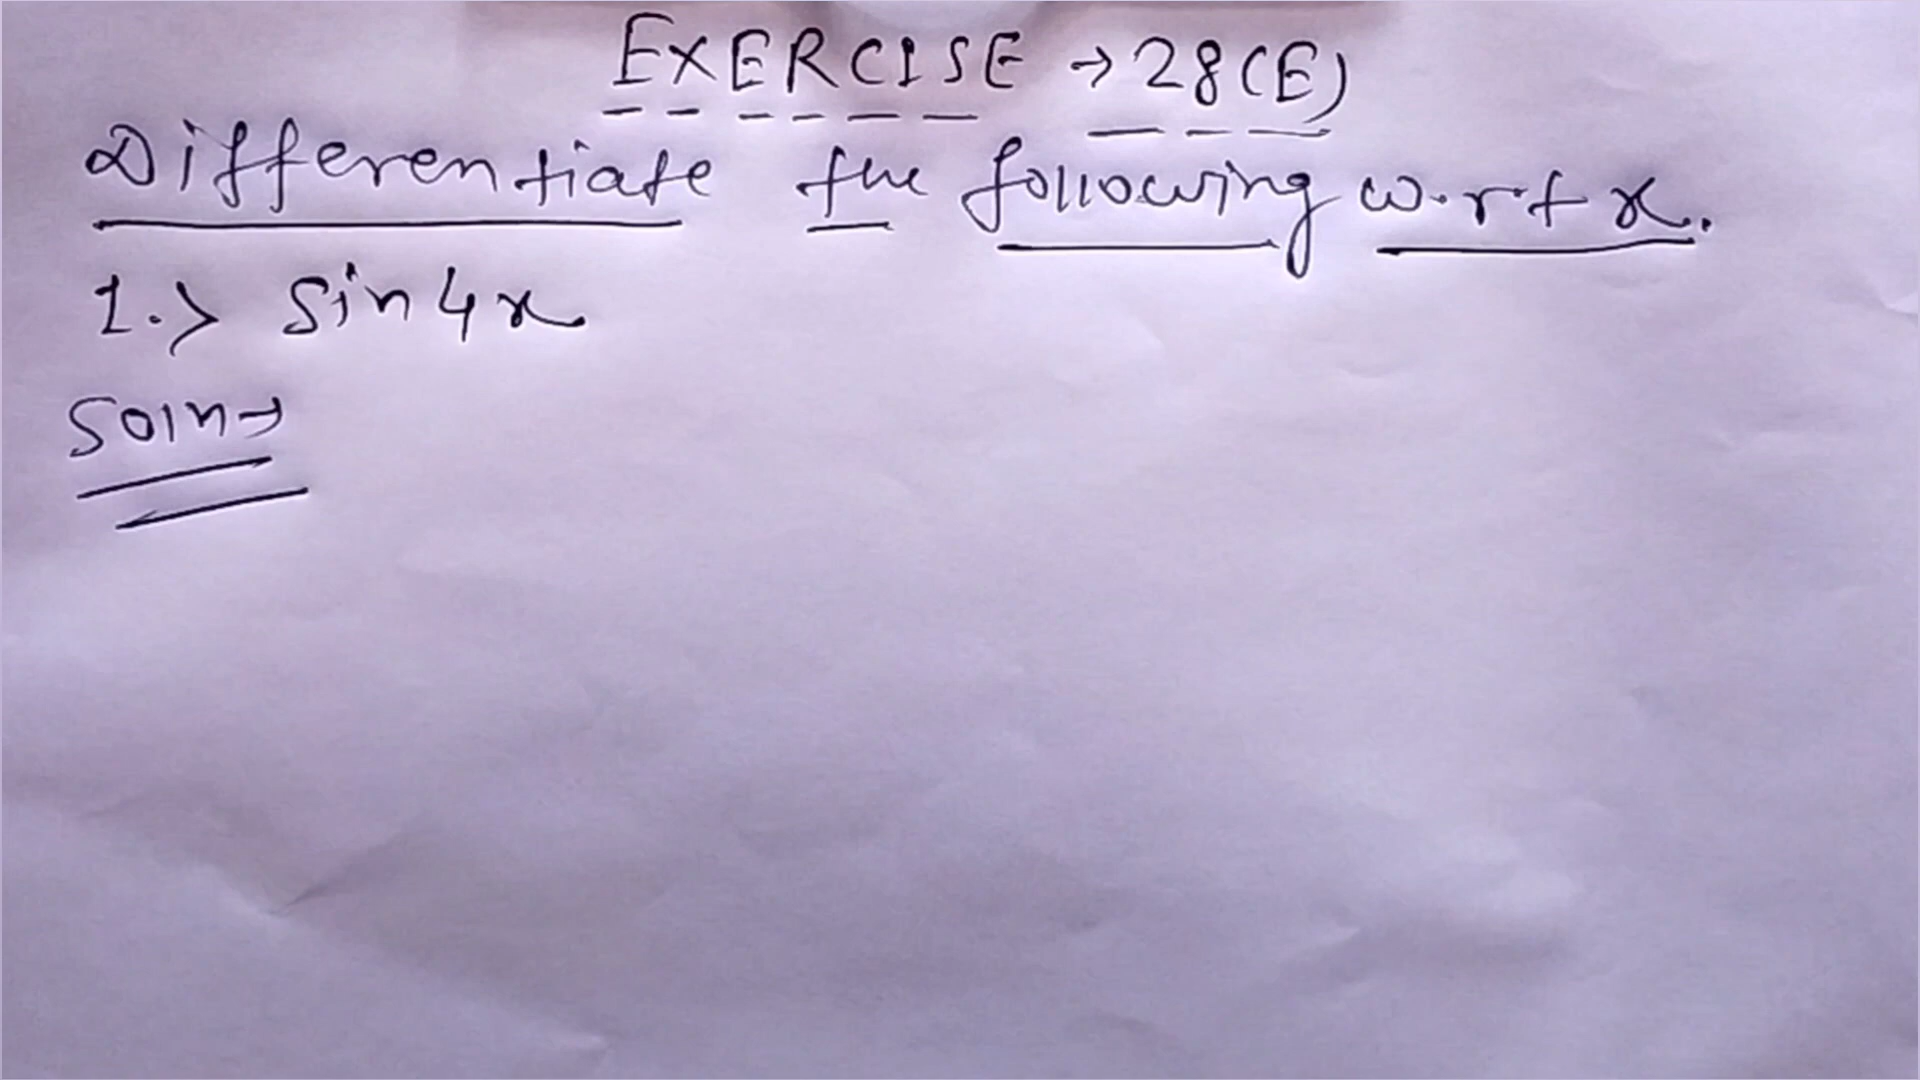 EXERCISE → 28(E)
Differentiate the following w.r.t x.
1.> sin4x
Soln→